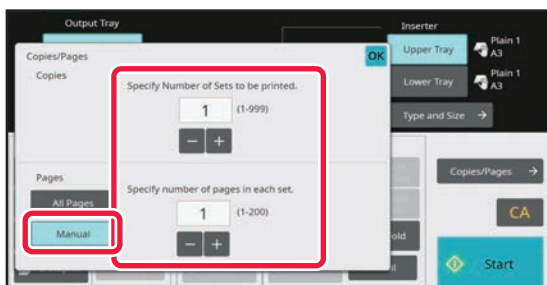 Output Tray
Inserter
Upper Tray
Plain 1
A3
Lower Tray
Plain 1
A3
Type and Size
Copies/Pages
OK
Copies
Specify Number of Sets to be printed.
1
(1-999)
− +
Pages
All Pages
Manual
Specify number of pages in each set.
1
(1-200)
− +
Copies/Pages
CA
Start